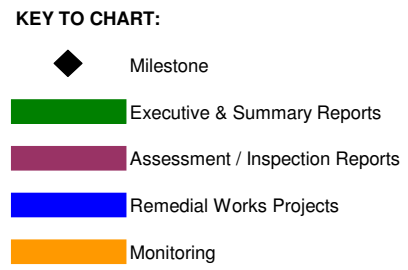 KEY TO CHART:
Milestone
Executive & Summary Reports
Assessment / Inspection Reports
Remedial Works Projects
Monitoring